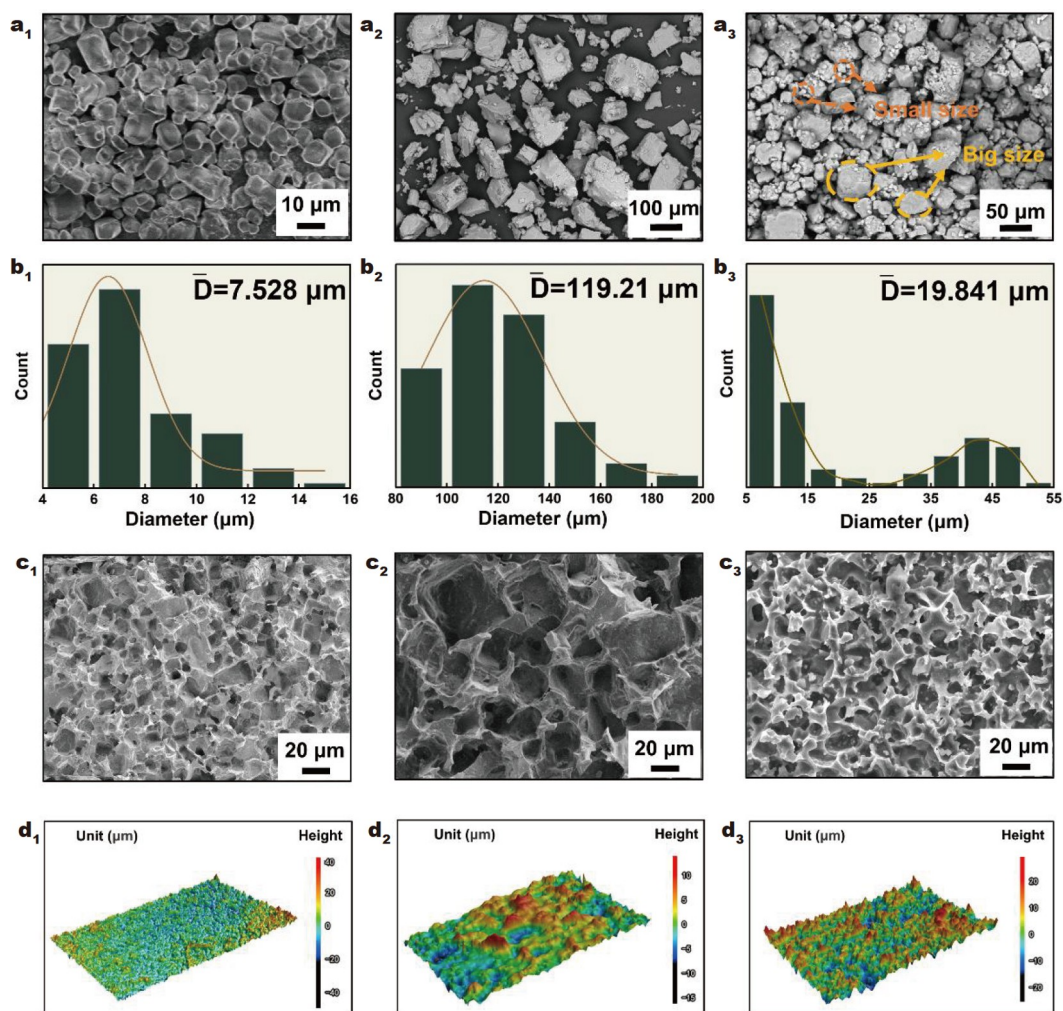 a1
10 µm
a2
100 µm
a3
Small size
Big size
50 µm
b1
D̅=7.528 µm
Count
4 6 8 10 12 14 16
Diameter (µm)
b2
D̅=119.21 µm
Count
80 100 120 140 160 180 200
Diameter (µm)
b3
D̅=19.841 µm
Count
5 15 25 35 45 55
Diameter (µm)
c1
20 µm
c2
20 µm
c3
20 µm
d1
Unit (µm)
Height
40
20
0
−20
−40
d2
Unit (µm)
Height
10
5
0
−5
−10
−15
d3
Unit (µm)
Height
20
10
0
−10
−20